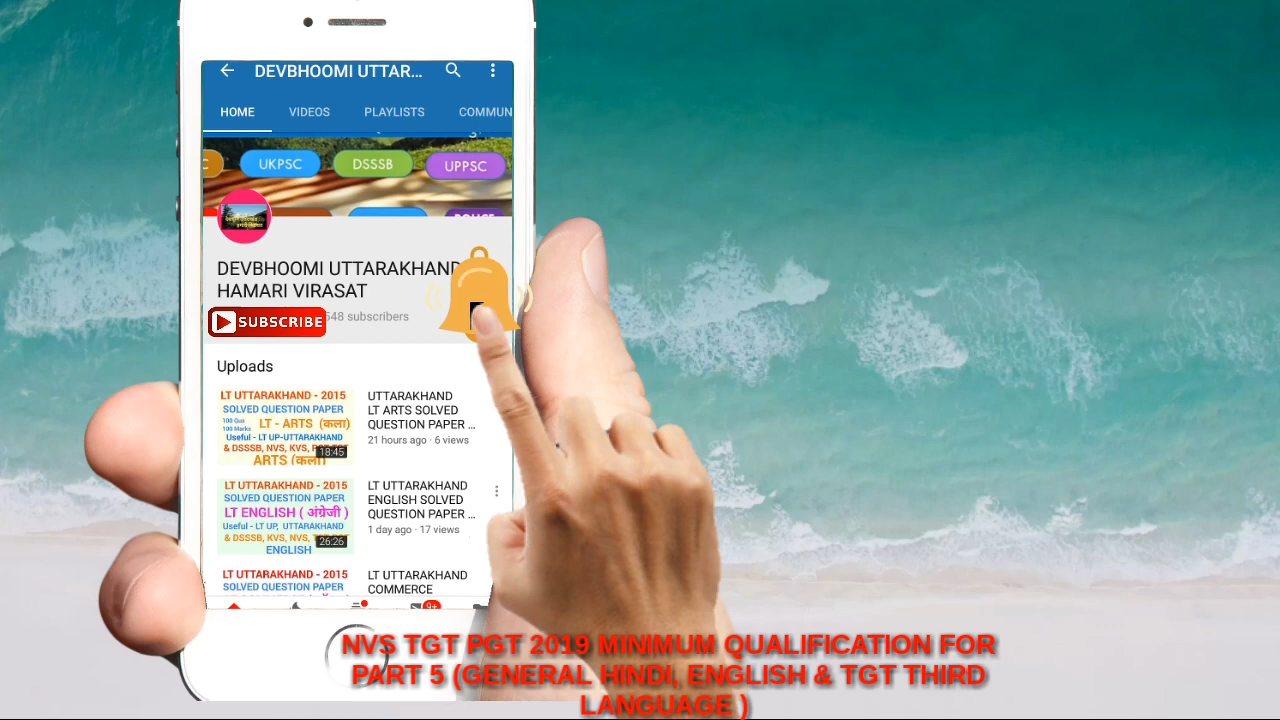 DEVBHOOMI UTTAR...
HOME VIDEOS PLAYLISTS COMMUN
C UKPSC DSSSB UPPSC
DEVBHOOMI UTTARAKHAND
HAMARI VIRASAT
SUBSCRIBE 548 subscribers
Uploads
LT UTTARAKHAND - 2015
SOLVED QUESTION PAPER
100 Qus
100 Marks
LT - ARTS (कला)
Useful - LT UP-UTTARAKHAND
& DSSSB, NVS, KVS,
ARTS (कला)
18:45
UTTARAKHAND
LT ARTS SOLVED
QUESTION PAPER ...
21 hours ago · 6 views
LT UTTARAKHAND - 2015
SOLVED QUESTION PAPER
LT ENGLISH ( अंग्रेजी )
Useful - LT UP, UTTARAKHAND
& DSSSB, KVS, NVS,
ENGLISH
26:26
LT UTTARAKHAND
ENGLISH SOLVED
QUESTION PAPER ...
1 day ago · 17 views
LT UTTARAKHAND - 2015
SOLVED QUESTION PAPER
LT UTTARAKHAND
COMMERCE
9+
NVS TGT PGT 2019 MINIMUM QUALIFICATION FOR
PART 5 (GENERAL HINDI, ENGLISH & TGT THIRD
LANGUAGE )